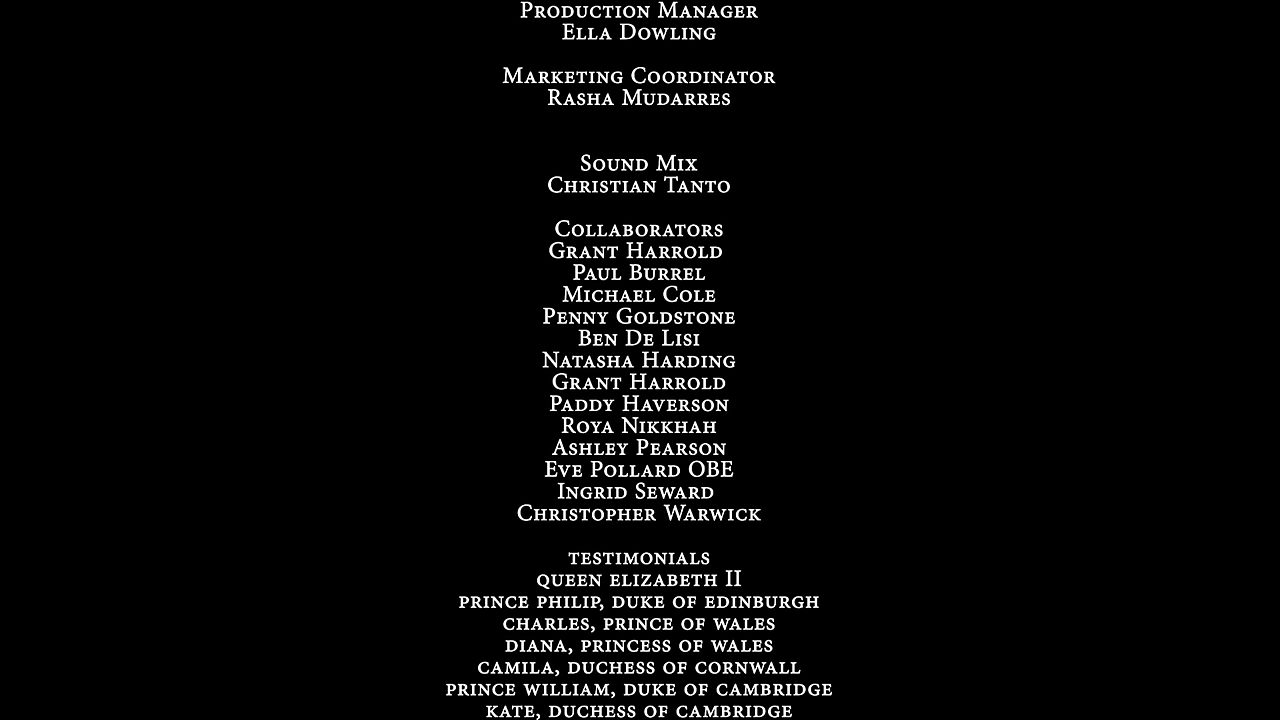 Production Manager
Ella Dowling
Marketing Coordinator
Rasha Mudarres
Sound Mix
Christian Tanto
Collaborators
Grant Harrold
Paul Burrel
Michael Cole
Penny Goldstone
Ben De Lisi
Natasha Harding
Grant Harrold
Paddy Haverson
Roya Nikkhah
Ashley Pearson
Eve Pollard OBE
Ingrid Seward
Christopher Warwick
testimonials
queen elizabeth II
prince philip, duke of edinburgh
charles, prince of wales
diana, princess of wales
camila, duchess of cornwall
prince william, duke of cambridge
kate, duchess of cambridge